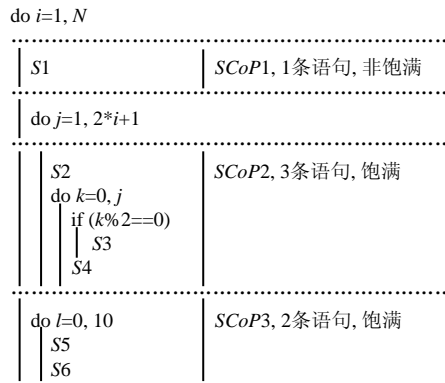 do i=1, N
S1 SCoP1, 1条语句, 非饱满
do j=1, 2*i+1
S2 SCoP2, 3条语句, 饱满
do k=0, j
if (k%2==0)
S3
S4
do l=0, 10 SCoP3, 2条语句, 饱满
S5
S6